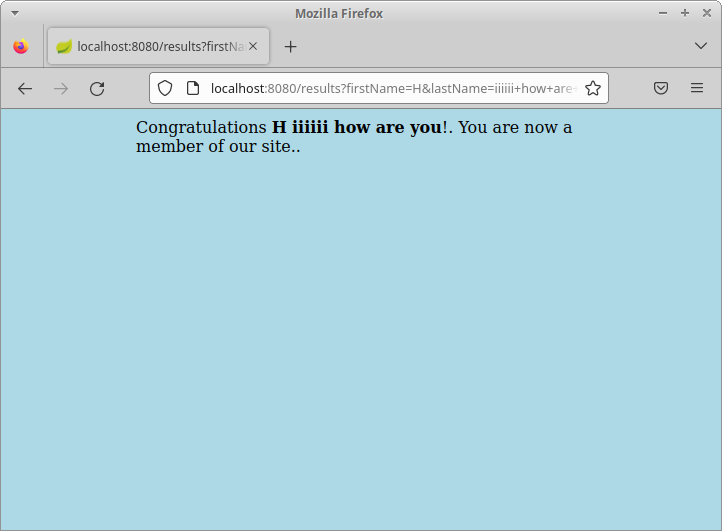 Mozilla Firefox
localhost:8080/results?firstNa
localhost:8080/results?firstName=H&lastName=iiiiii+how+are+
Congratulations H iiiiii how are you!. You are now a
member of our site..